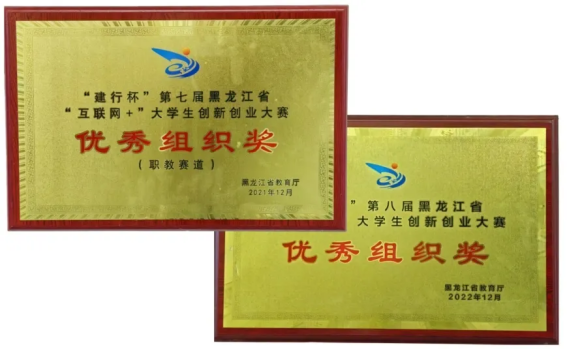 “建行杯”第七届黑龙江省
“互联网+”大学生创新创业大赛
优秀组织奖
（职教赛道）
黑龙江省教育厅
2021年12月
”第八届黑龙江省
大学生创新创业大赛
优秀组织奖
黑龙江省教育厅
2022年12月